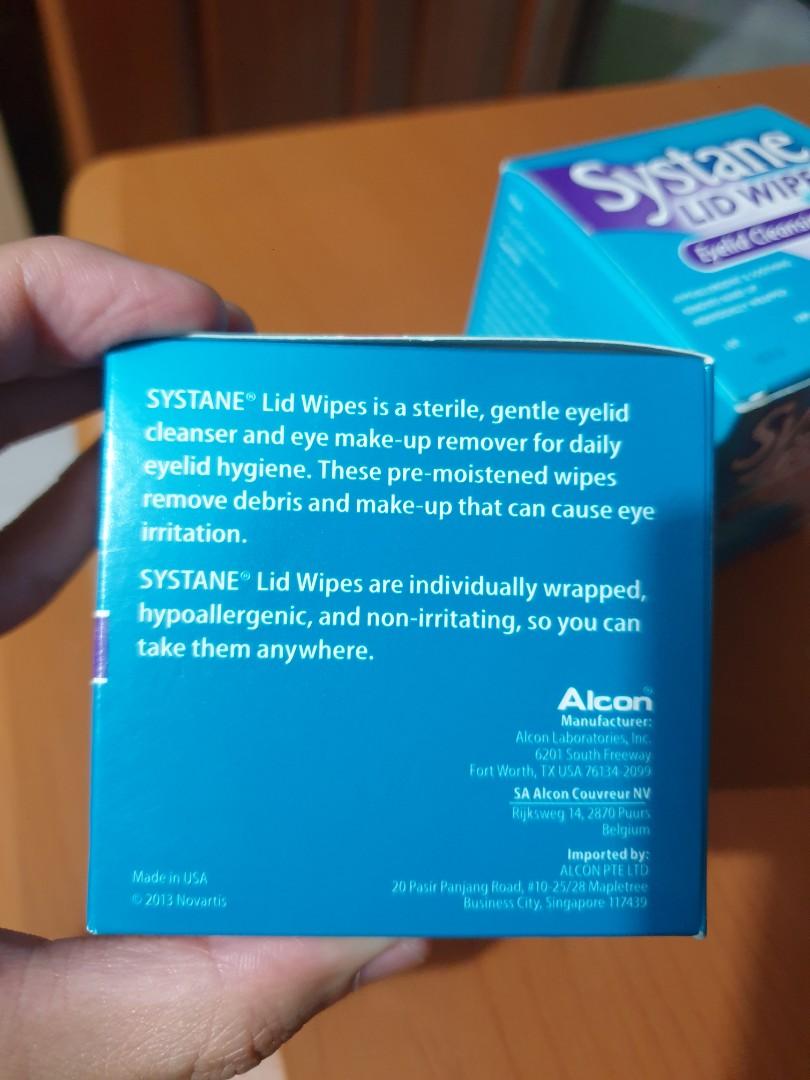 Systane
LID WIPE
Eyelid Cleansi
SYSTANE® Lid Wipes is a sterile, gentle eyelid
cleanser and eye make-up remover for daily
eyelid hygiene. These pre-moistened wipes
remove debris and make-up that can cause eye
irritation.
SYSTANE® Lid Wipes are individually wrapped,
hypoallergenic, and non-irritating, so you can
take them anywhere.
Alcon®
Manufacturer:
Alcon Laboratories, Inc.
6201 South Freeway
Fort Worth, TX USA 76134-2099
SA Alcon Couvreur NV
Rijksweg 14, 2870 Puurs
Belgium
Imported by:
ALCON PTE LTD
20 Pasir Panjang Road, #10-25/28 Mapletree
Business City, Singapore 117439
Made in USA
© 2013 Novartis